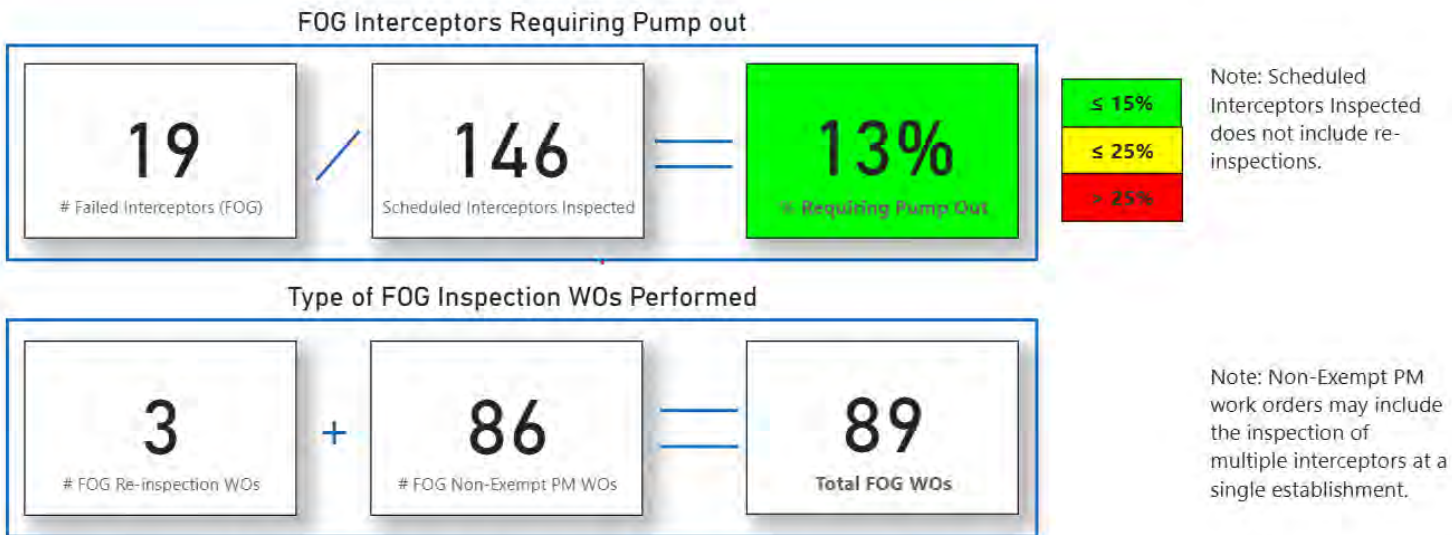 FOG Interceptors Requiring Pump out
19
# Failed Interceptors (FOG)
/
146
Scheduled Interceptors Inspected
=
13%
% Requiring Pump Out
≤ 15%
≤ 25%
> 25%
Note: Scheduled
Interceptors Inspected
does not include re-
inspections.
Type of FOG Inspection WOs Performed
3
# FOG Re-inspection WOs
+
86
# FOG Non-Exempt PM WOs
=
89
Total FOG WOs
Note: Non-Exempt PM
work orders may include
the inspection of
multiple interceptors at a
single establishment.